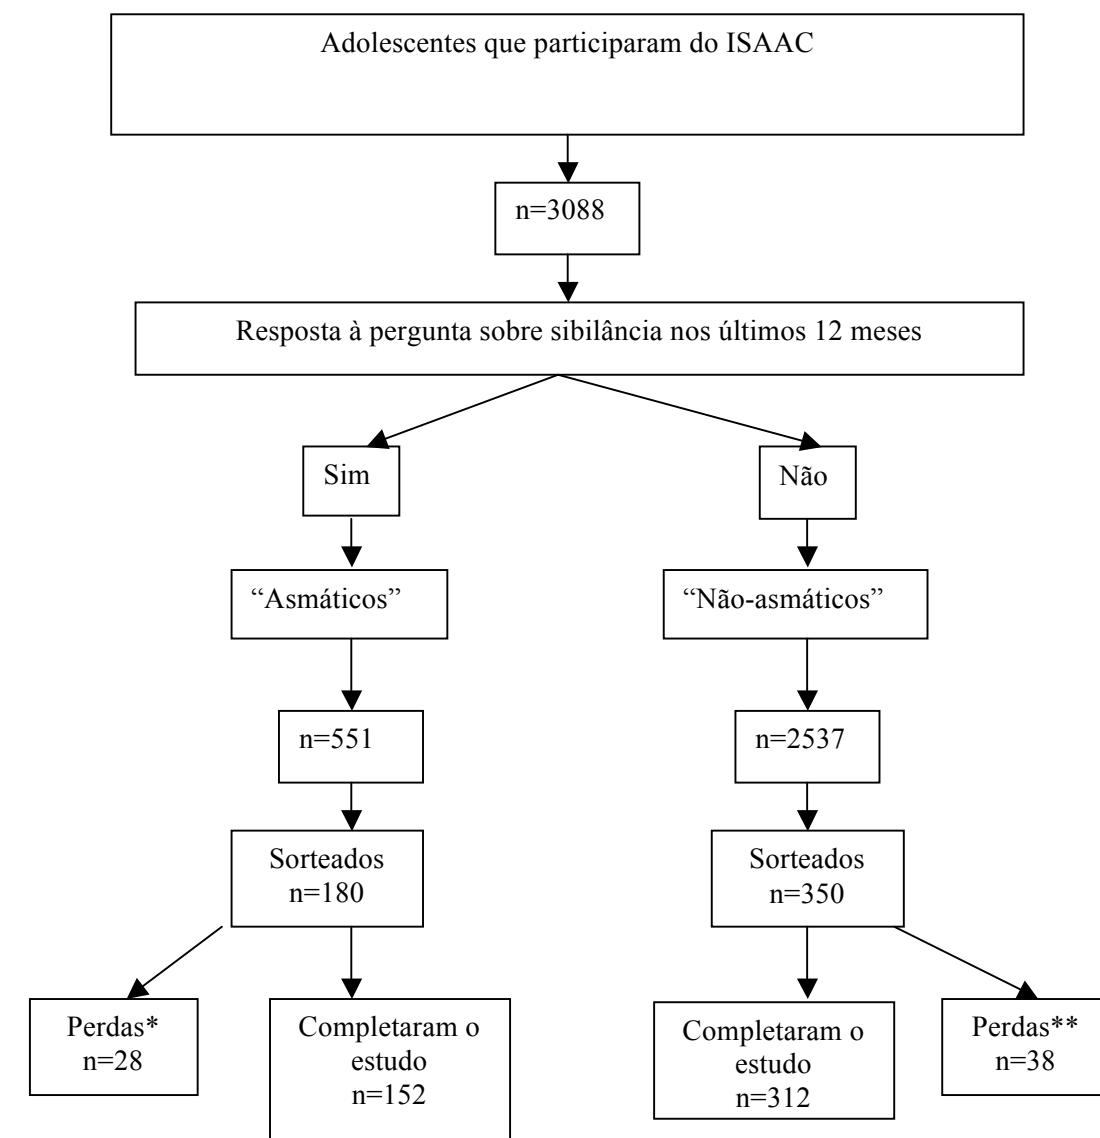 Adolescentes que participaram do ISAAC
n=3088
Resposta à pergunta sobre sibilância nos últimos 12 meses
Sim
Não
“Asmáticos”
“Não-asmáticos”
n=551
n=2537
Sorteados
n=180
Sorteados
n=350
Perdas*
n=28
Completaram o
estudo
n=152
Completaram o
estudo
n=312
Perdas**
n=38